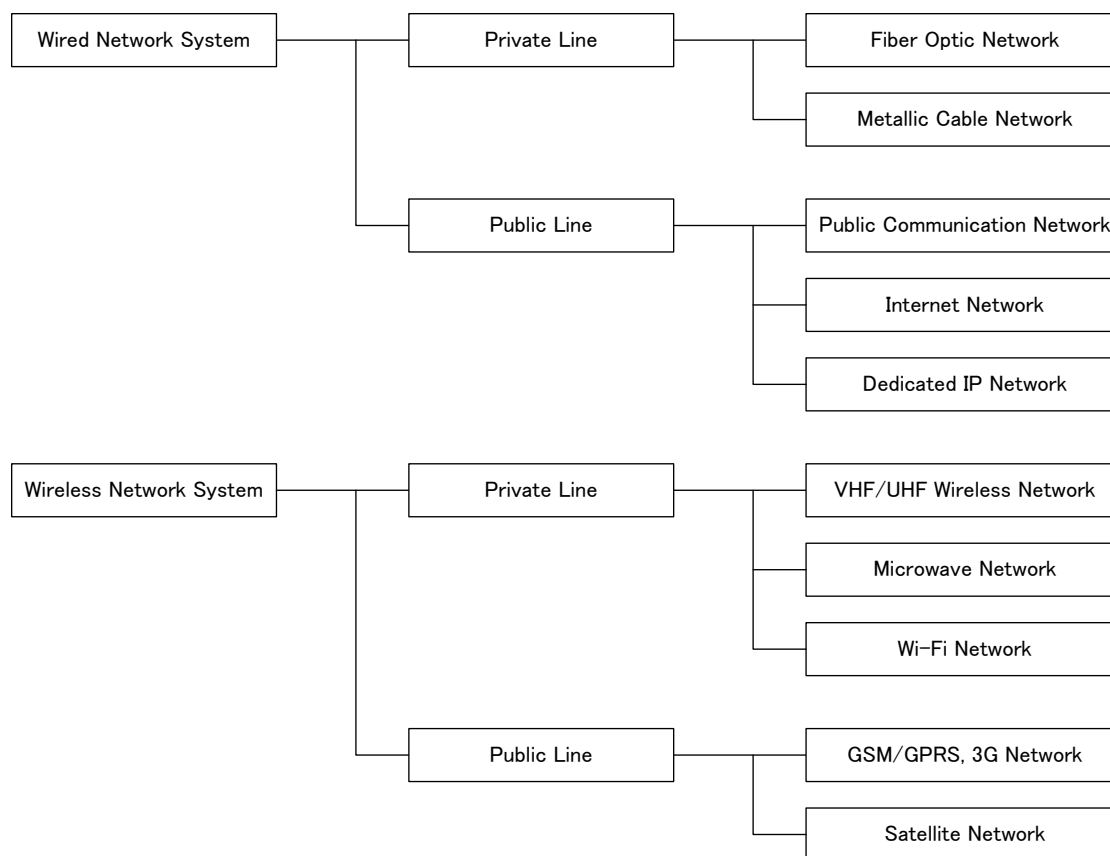 Wired Network System
Private Line
Fiber Optic Network
Metallic Cable Network
Public Line
Public Communication Network
Internet Network
Dedicated IP Network
Wireless Network System
Private Line
VHF/UHF Wireless Network
Microwave Network
Wi-Fi Network
Public Line
GSM/GPRS, 3G Network
Satellite Network